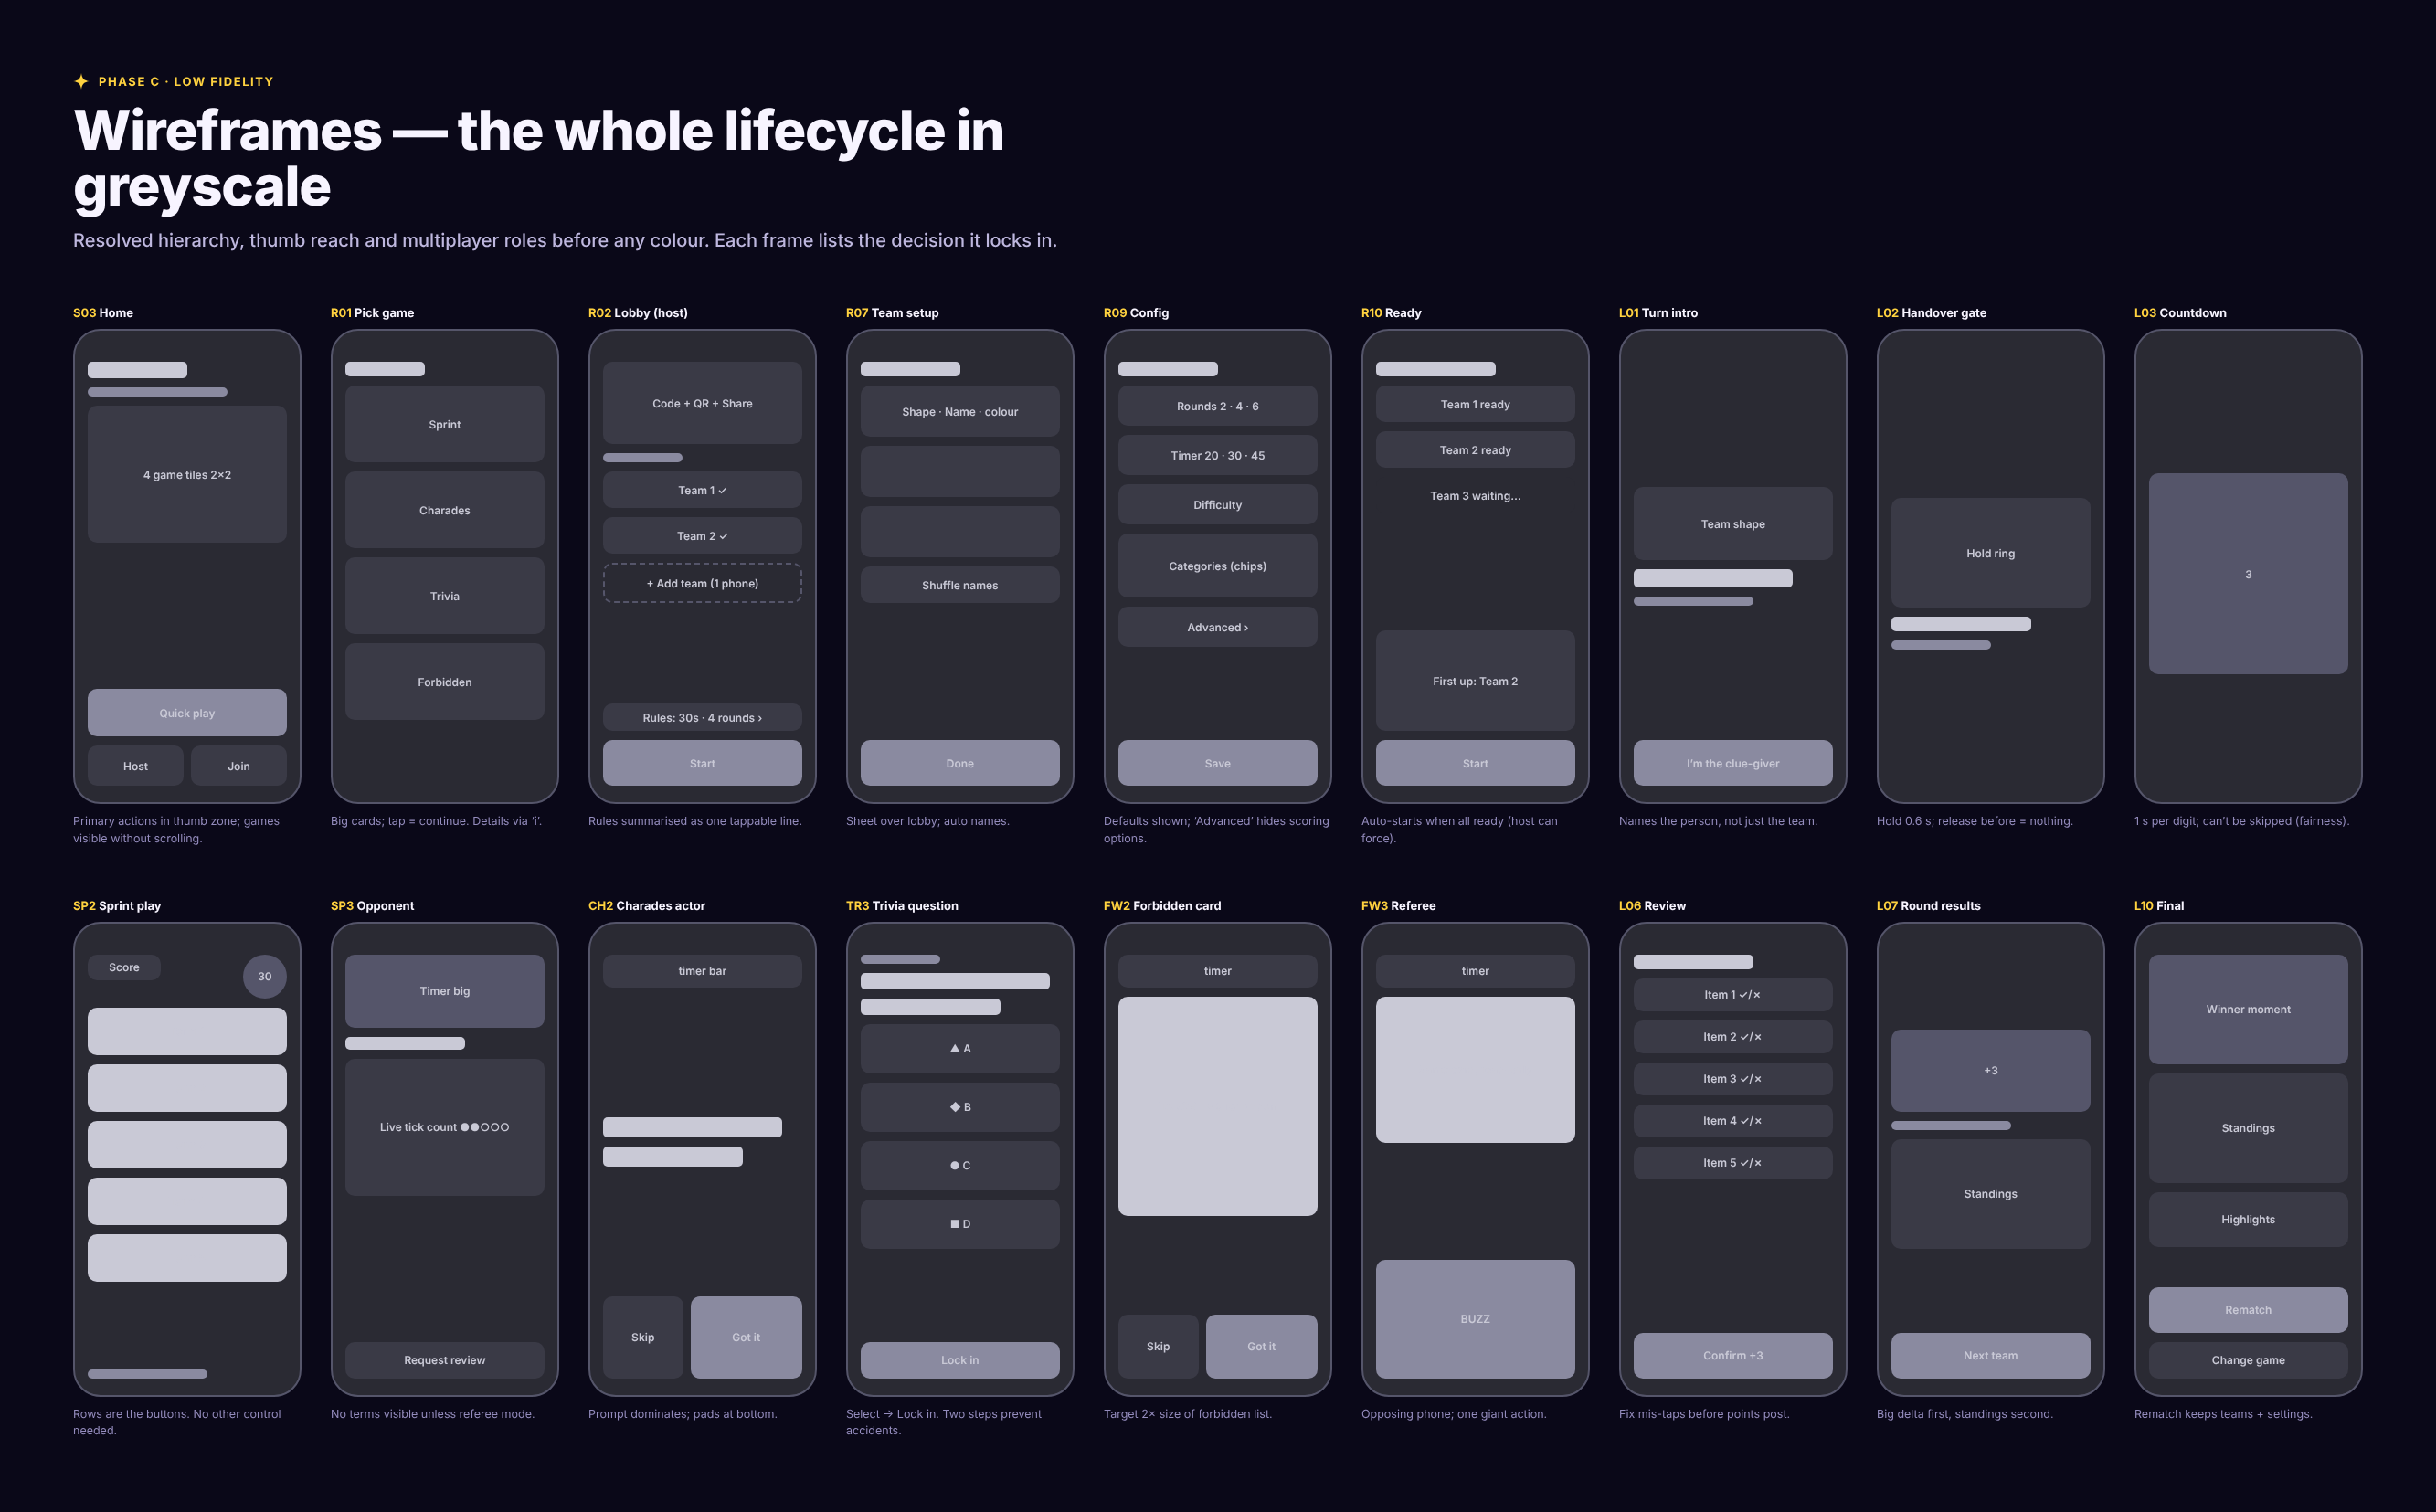 PHASE C · LOW FIDELITY
Wireframes — the whole lifecycle in
greyscale
Resolved hierarchy, thumb reach and multiplayer roles before any colour. Each frame lists the decision it locks in.
S03 Home
4 game tiles 2×2
Quick play
Host
Join
Primary actions in thumb zone; games
visible without scrolling.
R01 Pick game
Sprint
Charades
Trivia
Forbidden
Big cards; tap = continue. Details via ‘i’.
R02 Lobby (host)
Code + QR + Share
Team 1 ✓
Team 2 ✓
+ Add team (1 phone)
Rules: 30s · 4 rounds ›
Start
Rules summarised as one tappable line.
R07 Team setup
Shape · Name · colour
Shuffle names
Done
Sheet over lobby; auto names.
R09 Config
Rounds 2 · 4 · 6
Timer 20 · 30 · 45
Difficulty
Categories (chips)
Advanced ›
Save
Defaults shown; ‘Advanced’ hides scoring
options.
R10 Ready
Team 1 ready
Team 2 ready
Team 3 waiting…
First up: Team 2
Start
Auto-starts when all ready (host can
force).
L01 Turn intro
Team shape
I’m the clue-giver
Names the person, not just the team.
L02 Handover gate
Hold ring
Hold 0.6 s; release before = nothing.
L03 Countdown
3
1 s per digit; can’t be skipped (fairness).
SP2 Sprint play
Score
30
Rows are the buttons. No other control
needed.
SP3 Opponent
Timer big
Live tick count ●●○○○
Request review
No terms visible unless referee mode.
CH2 Charades actor
timer bar
Skip
Got it
Prompt dominates; pads at bottom.
TR3 Trivia question
▲ A
◆ B
● C
■ D
Lock in
Select → Lock in. Two steps prevent
accidents.
FW2 Forbidden card
timer
Skip
Got it
Target 2× size of forbidden list.
FW3 Referee
timer
BUZZ
Opposing phone; one giant action.
L06 Review
Item 1 ✓/×
Item 2 ✓/×
Item 3 ✓/×
Item 4 ✓/×
Item 5 ✓/×
Confirm +3
Fix mis-taps before points post.
L07 Round results
+3
Standings
Next team
Big delta first, standings second.
L10 Final
Winner moment
Standings
Highlights
Rematch
Change game
Rematch keeps teams + settings.